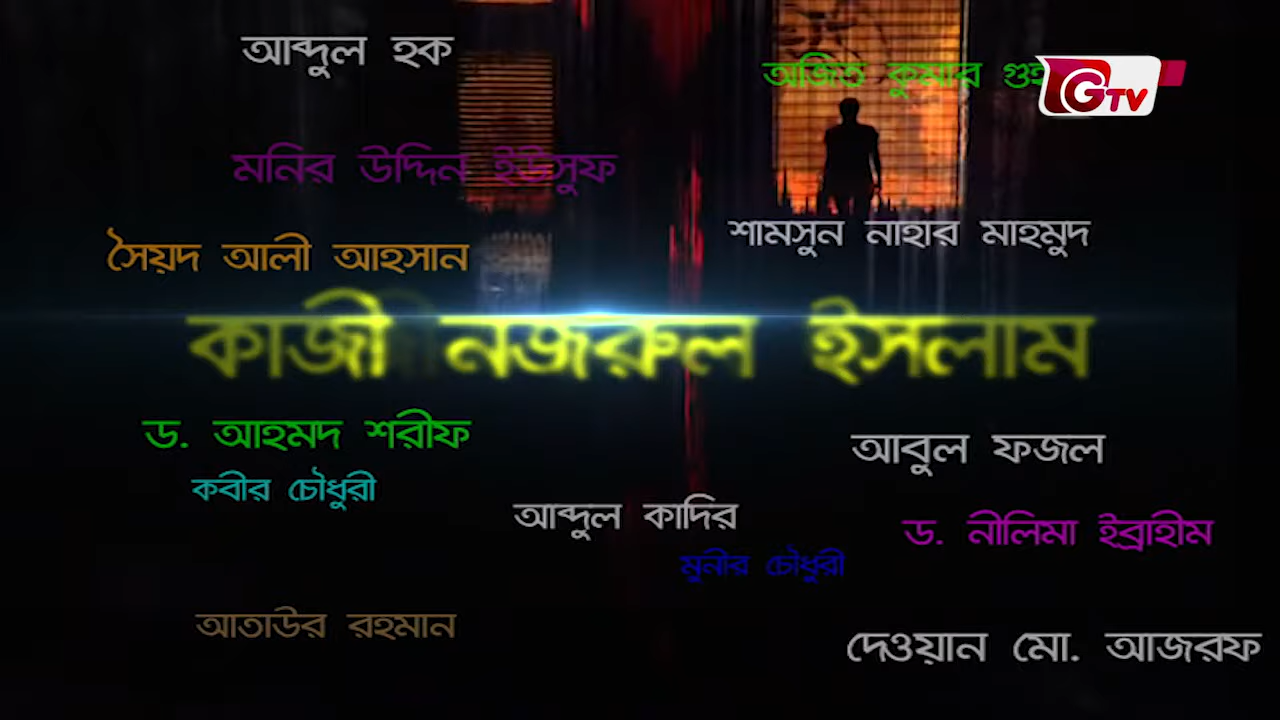 আব্দুল হক
অজিত কুমার
GTV
মনির উদ্দিন ইউসুফ
শামসুন নাহার মাহমুদ
সৈয়দ আলী আহসান
কাজী নজরুল ইসলাম
ড. আহমদ শরীফ
আবুল ফজল
কবীর চৌধুরী
আব্দুল কাদির
ড. নীলিমা ইব্রাহীম
মুনীর চৌধুরী
আতাউর রহমান
দেওয়ান মো. আজরফ